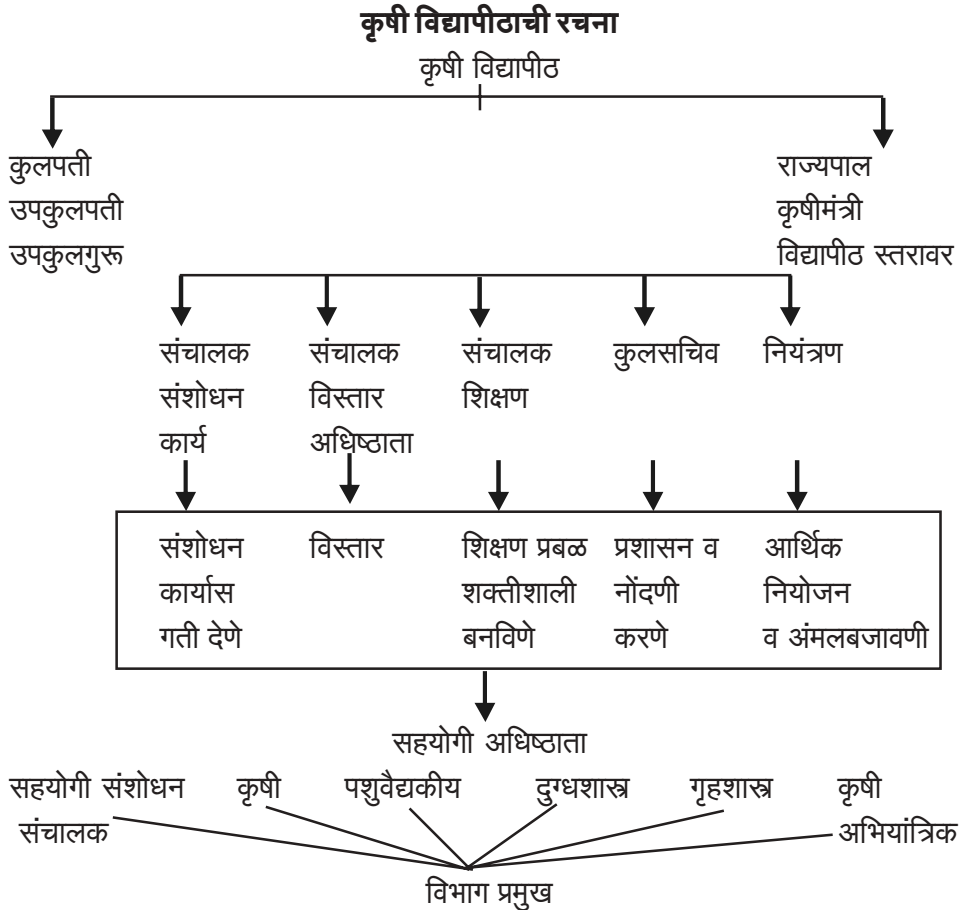 कृषी विद्यापीठाची रचना
कृषी विद्यापीठ
कुलपती राज्यपाल
उपकुलपती कृषीमंत्री
उपकुलगुरू विद्यापीठ स्तरावर
संचालक संचालक संचालक कुलसचिव नियंत्रण
संशोधन विस्तार शिक्षण
कार्य अधिष्ठाता
संशोधन विस्तार शिक्षण प्रबळ प्रशासन व आर्थिक
कार्यास शक्तीशाली नोंदणी नियोजन
गती देणे बनविणे करणे व अंमलबजावणी
सहयोगी अधिष्ठाता
सहयोगी संशोधन कृषी पशुवैद्यकीय दुग्धशास्त्र गृहशास्त्र कृषी
संचालक अभियांत्रिक
विभाग प्रमुख